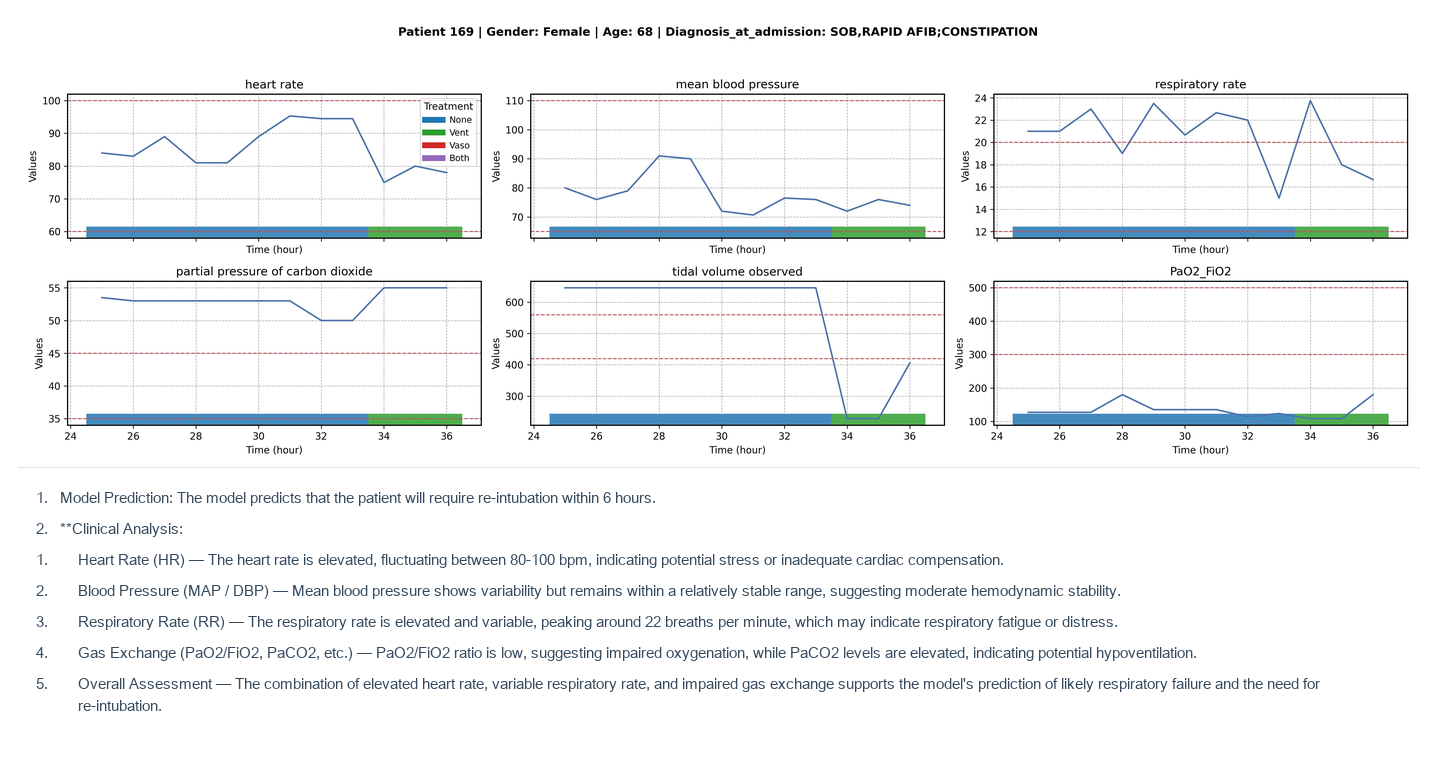 Patient 169 | Gender: Female | Age: 68 | Diagnosis_at_admission: SOB,RAPID AFIB;CONSTIPATION
heart rate
mean blood pressure
respiratory rate
Values
100
90
80
70
60
Treatment
None
Vent
Vaso
Both
Time (hour)
Values
110
100
90
80
70
Time (hour)
Values
24
22
20
18
16
14
12
Time (hour)
partial pressure of carbon dioxide
tidal volume observed
PaO2_FiO2
Values
55
50
45
40
35
24 26 28 30 32 34 36
Time (hour)
Values
600
500
400
300
24 26 28 30 32 34 36
Time (hour)
Values
500
400
300
200
100
24 26 28 30 32 34 36
Time (hour)
1. Model Prediction: The model predicts that the patient will require re-intubation within 6 hours.
2. **Clinical Analysis:
1. Heart Rate (HR) — The heart rate is elevated, fluctuating between 80-100 bpm, indicating potential stress or inadequate cardiac compensation.
2. Blood Pressure (MAP / DBP) — Mean blood pressure shows variability but remains within a relatively stable range, suggesting moderate hemodynamic stability.
3. Respiratory Rate (RR) — The respiratory rate is elevated and variable, peaking around 22 breaths per minute, which may indicate respiratory fatigue or distress.
4. Gas Exchange (PaO2/FiO2, PaCO2, etc.) — PaO2/FiO2 ratio is low, suggesting impaired oxygenation, while PaCO2 levels are elevated, indicating potential hypoventilation.
5. Overall Assessment — The combination of elevated heart rate, variable respiratory rate, and impaired gas exchange supports the model's prediction of likely respiratory failure and the need for
re-intubation.